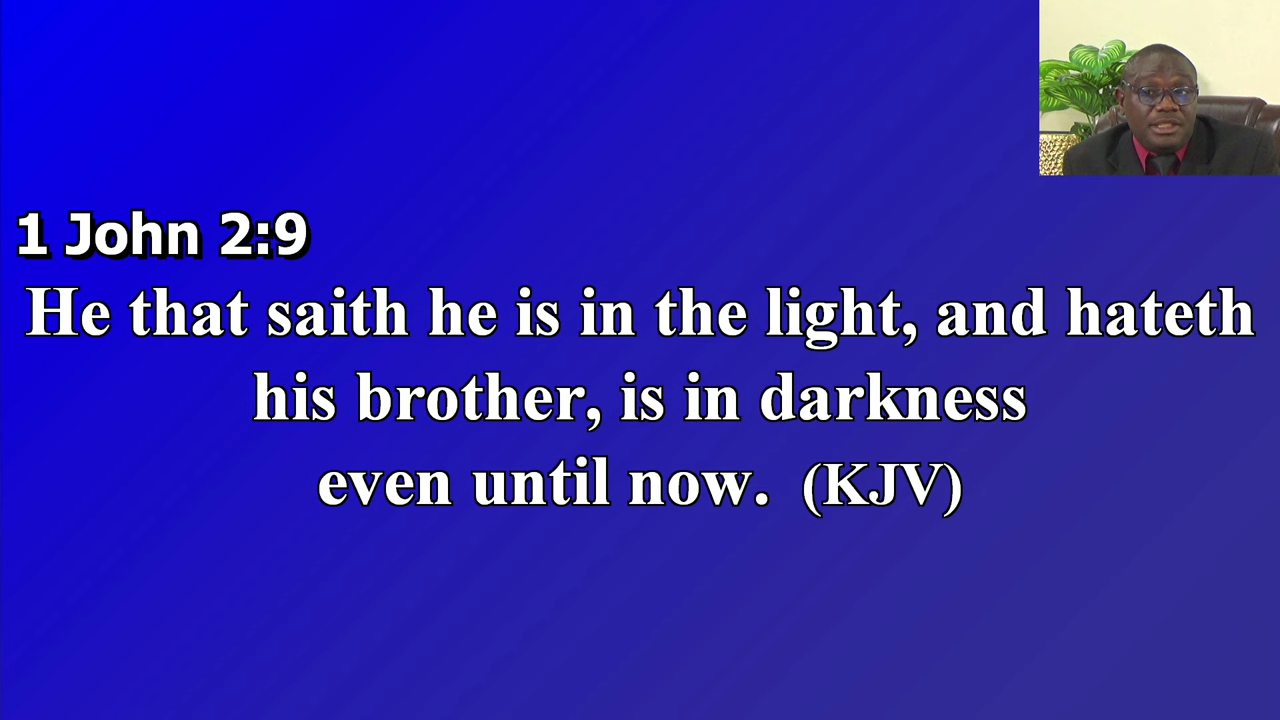 1 John 2:9
He that saith he is in the light, and hateth
his brother, is in darkness
even until now. (KJV)